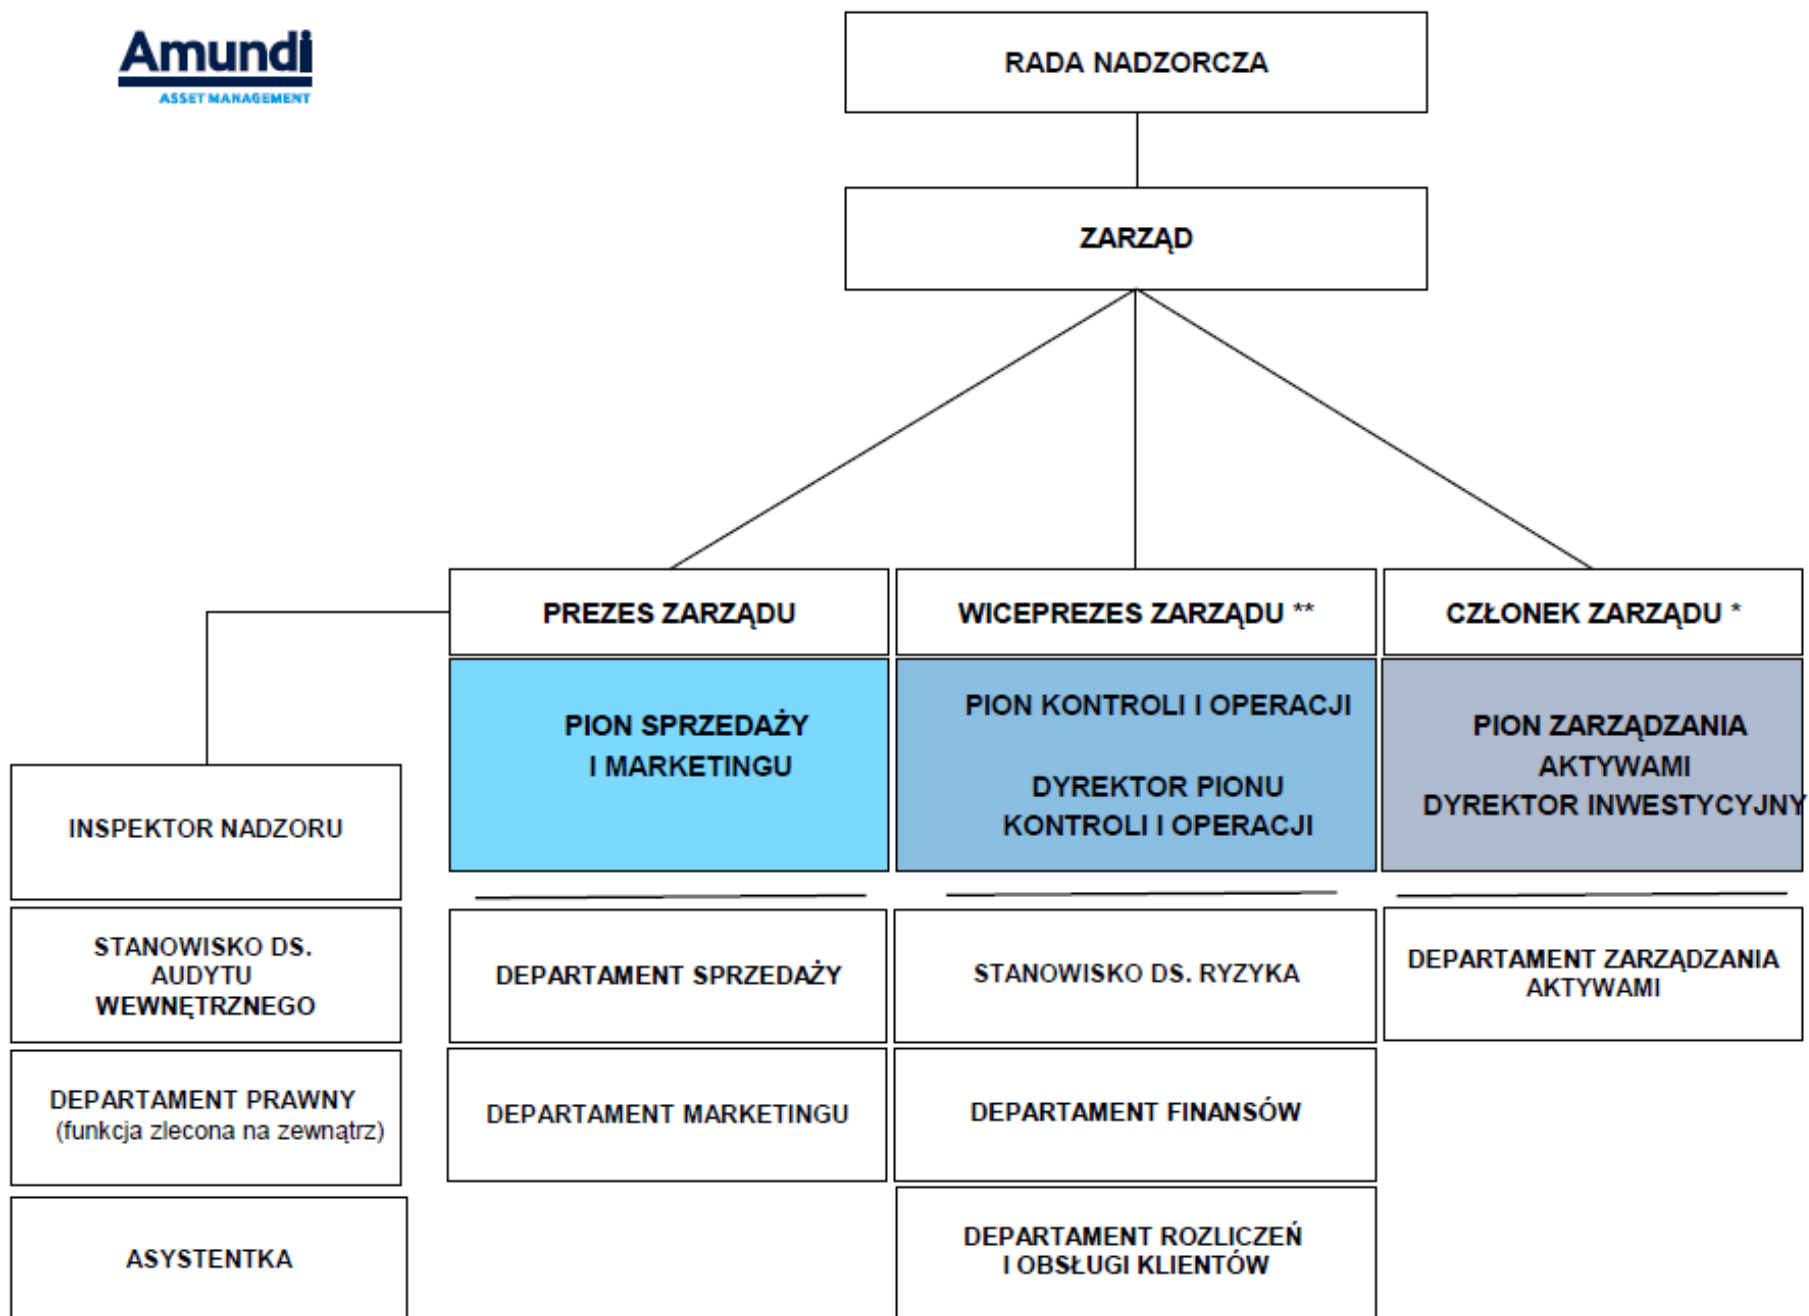 Amundi
ASSET MANAGEMENT
RADA NADZORCZA
ZARZĄD
PREZES ZARZĄDU
WICEPREZES ZARZĄDU **
CZŁONEK ZARZĄDU *
PION SPRZEDAŻY
I MARKETINGU
PION KONTROLI I OPERACJI
DYREKTOR PIONU
KONTROLI I OPERACJI
PION ZARZĄDZANIA
AKTYWAMI
DYREKTOR INWESTYCYJNY
INSPEKTOR NADZORU
STANOWISKO DS.
AUDYTU
WEWNĘTRZNEGO
DEPARTAMENT PRAWNY
(funkcja zlecona na zewnątrz)
ASYSTENTKA
DEPARTAMENT SPRZEDAŻY
DEPARTAMENT MARKETINGU
STANOWISKO DS. RYZYKA
DEPARTAMENT FINANSÓW
DEPARTAMENT ROZLICZEŃ
I OBSŁUGI KLIENTÓW
DEPARTAMENT ZARZĄDZANIA
AKTYWAMI